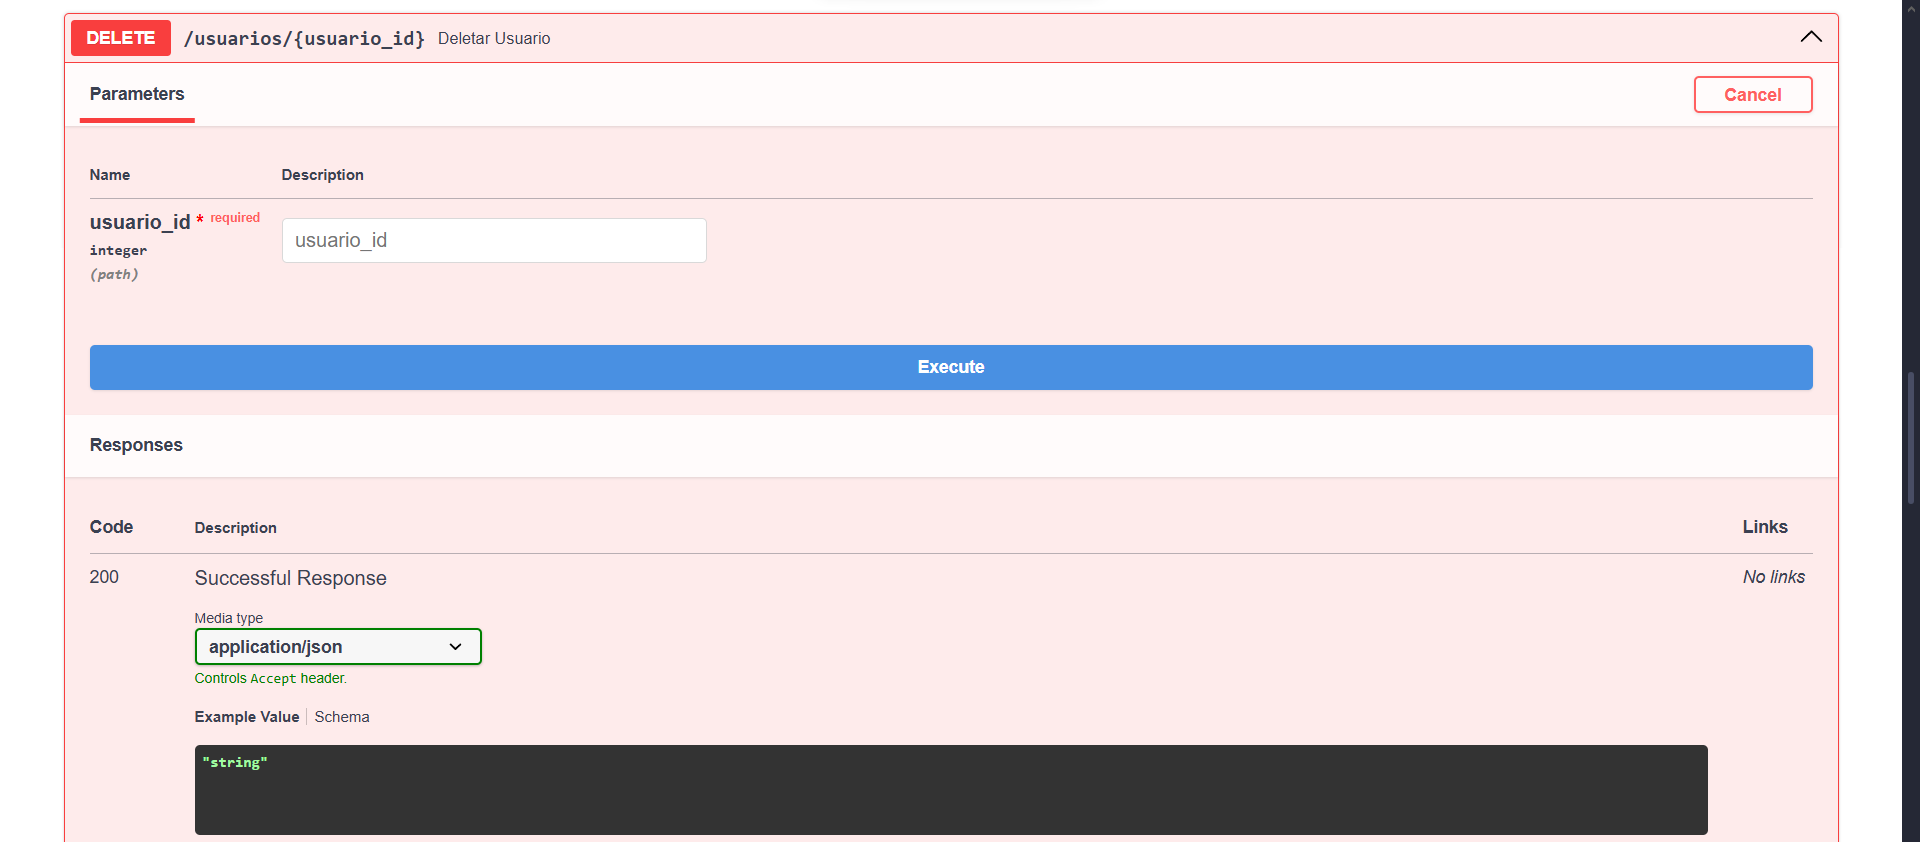 DELETE /usuarios/{usuario_id} Deletar Usuario
Parameters Cancel
Name Description
usuario_id * required
integer
(path)
usuario_id
Execute
Responses
Code Description Links
200 Successful Response No links
Media type
application/json
Controls Accept header.
Example Value Schema
"string"